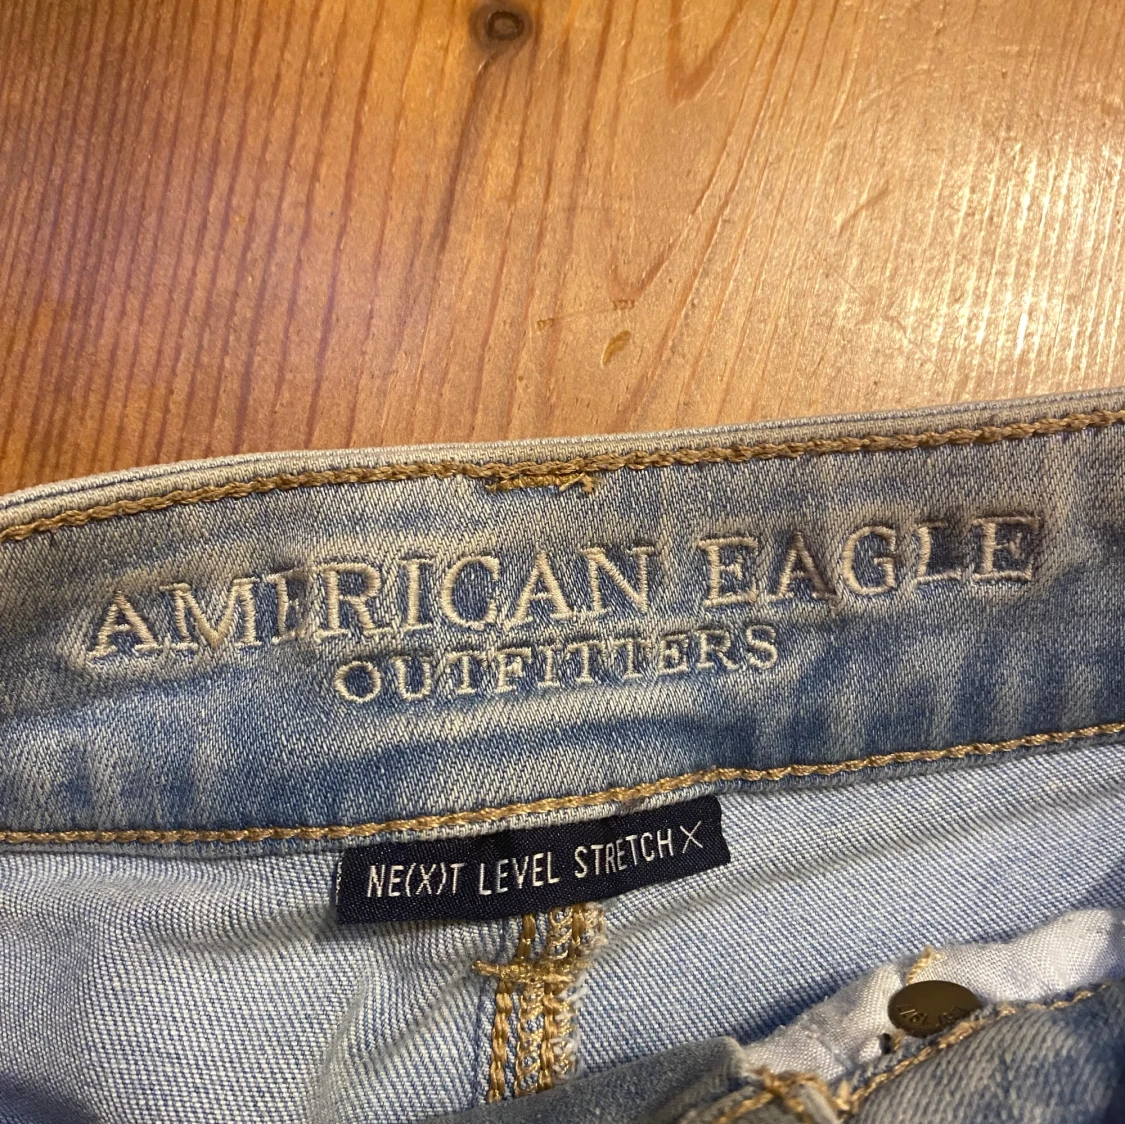 AMERICAN EAGLE
OUTFITTERS
NE(X)T LEVEL STRETCH X